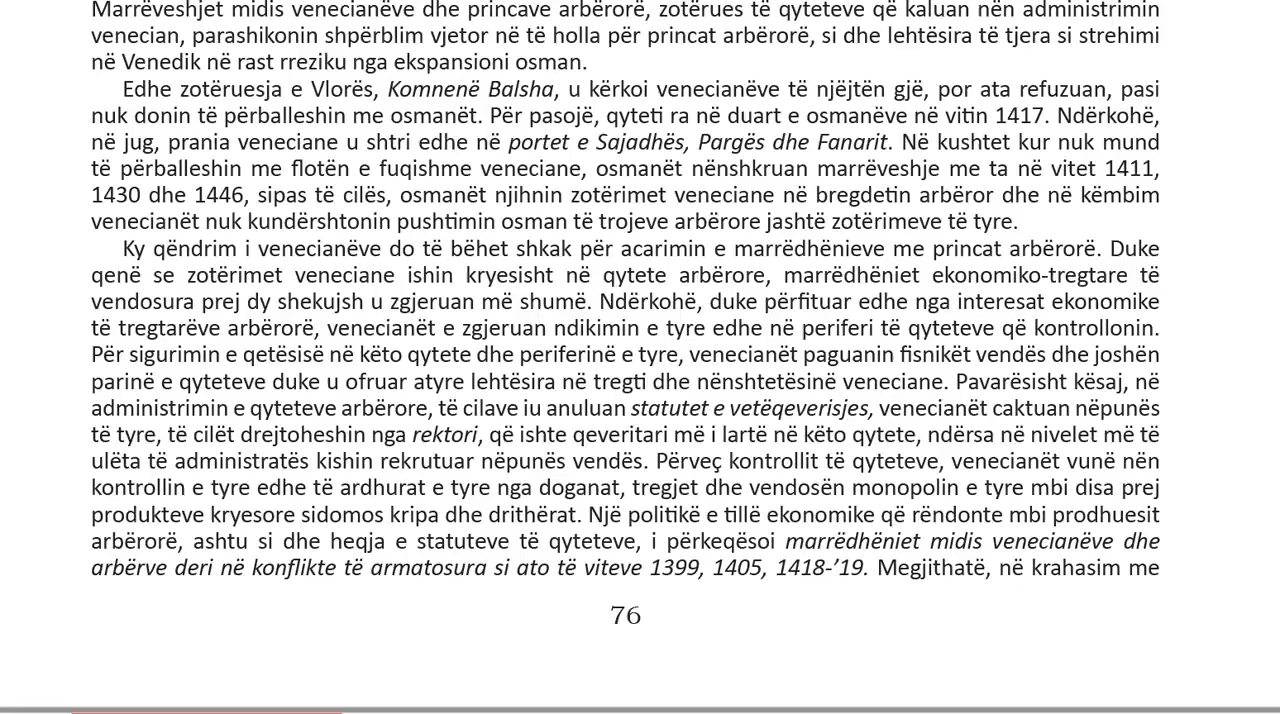 Marrëveshjet midis venecianëve dhe princave arbërorë, zotërues të qyteteve që kaluan nën administrimin
venecian, parashikonin shpërblim vjetor në të holla për princat arbërorë, si dhe lehtësira të tjera si strehimi
në Venedik në rast rreziku nga ekspansioni osman.
Edhe zotëruesja e Vlorës, Komnenë Balsha, u kërkoi venecianëve të njëjtën gjë, por ata refuzuan, pasi
nuk donin të përballeshin me osmanët. Për pasojë, qyteti ra në duart e osmanëve në vitin 1417. Ndërkohë,
në jug, prania veneciane u shtri edhe në portet e Sajadhës, Pargës dhe Fanarit. Në kushtet kur nuk mund
të përballeshin me flotën e fuqishme veneciane, osmanët nënshkruan marrëveshje me ta në vitet 1411,
1430 dhe 1446, sipas të cilës, osmanët njihnin zotërimet veneciane në bregdetin arbëror dhe në këmbim
venecianët nuk kundërshtonin pushtimin osman të trojeve arbërore jashtë zotërimeve të tyre.
Ky qëndrim i venecianëve do të bëhet shkak për acarimin e marrëdhënieve me princat arbërorë. Duke
qenë se zotërimet veneciane ishin kryesisht në qytete arbërore, marrëdhëniet ekonomiko-tregtare të
vendosura prej dy shekujsh u zgjeruan më shumë. Ndërkohë, duke përfituar edhe nga interesat ekonomike
të tregtarëve arbërorë, venecianët e zgjeruan ndikimin e tyre edhe në periferi të qyteteve që kontrollonin.
Për sigurimin e qetësisë në këto qytete dhe periferinë e tyre, venecianët paguanin fisnikët vendës dhe joshën
parinë e qyteteve duke u ofruar atyre lehtësira në tregti dhe nënshtetësinë veneciane. Pavarësisht kësaj, në
administrimin e qyteteve arbërore, të cilave iu anuluan statutet e vetëqeverisjes, venecianët caktuan nëpunës
të tyre, të cilët drejtoheshin nga rektori, që ishte qeveritari më i lartë në këto qytete, ndërsa në nivelet më të
ulëta të administratës kishin rekrutuar nëpunës vendës. Përveç kontrollit të qyteteve, venecianët vunë nën
kontrollin e tyre edhe të ardhurat e tyre nga doganat, tregjet dhe vendosën monopolin e tyre mbi disa prej
produkteve kryesore sidomos kripa dhe drithërat. Një politikë e tillë ekonomike që rëndonte mbi prodhuesit
arbërorë, ashtu si dhe heqja e statuteve të qyteteve, i përkeqësoi marrëdhëniet midis venecianëve dhe
arbërve deri në konflikte të armatosura si ato të viteve 1399, 1405, 1418-’19. Megjithatë, në krahasim me
76